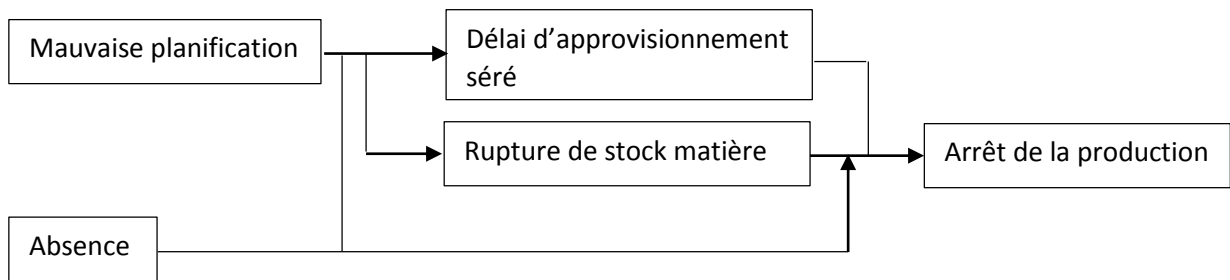 Mauvaise planification
Délai d’approvisionnement
séré
Rupture de stock matière
Arrêt de la production
Absence